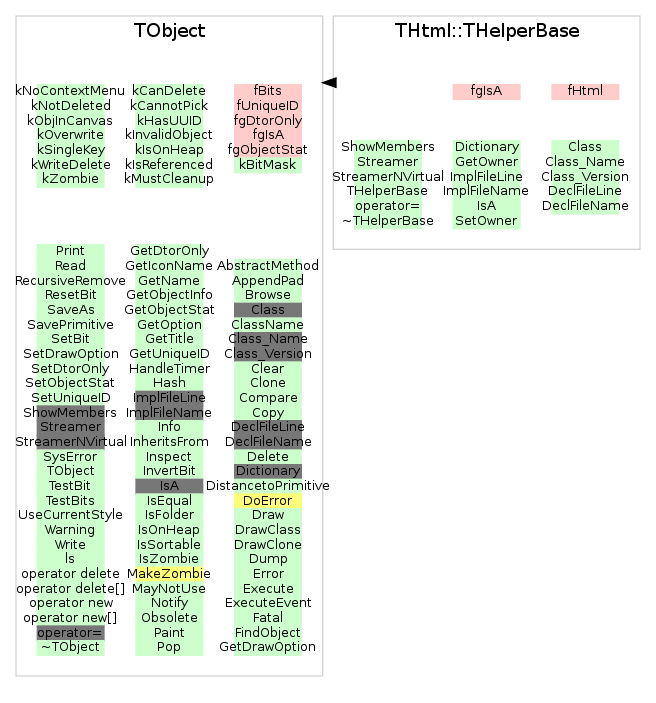 TObject
kNoContextMenu
kNotDeleted
kObjInCanvas
kOverwrite
kSingleKey
kWriteDelete
kZombie
kCanDelete
kCannotPick
kHasUUID
kInvalidObject
kIsOnHeap
kIsReferenced
kMustCleanup
fBits
fUniqueID
fgDtorOnly
fgIsA
fgObjectStat
kBitMask
Print
Read
RecursiveRemove
ResetBit
SaveAs
SavePrimitive
SetBit
SetDrawOption
SetDtorOnly
SetObjectStat
SetUniqueID
ShowMembers
Streamer
StreamerNVirtual
SysError
TObject
TestBit
TestBits
UseCurrentStyle
Warning
Write
ls
operator delete
operator delete[]
operator new
operator new[]
operator=
~TObject
GetDtorOnly
GetIconName
GetName
GetObjectInfo
GetObjectStat
GetOption
GetTitle
GetUniqueID
HandleTimer
Hash
ImplFileLine
ImplFileName
Info
InheritsFrom
Inspect
InvertBit
IsA
IsEqual
IsFolder
IsOnHeap
IsSortable
IsZombie
MakeZombie
MayNotUse
Notify
Obsolete
Paint
Pop
AbstractMethod
AppendPad
Browse
Class
ClassName
Class_Name
Class_Version
Clear
Clone
Compare
Copy
DeclFileLine
DeclFileName
Delete
Dictionary
DistancetoPrimitive
DoError
Draw
DrawClass
DrawClone
Dump
Error
Execute
ExecuteEvent
Fatal
FindObject
GetDrawOption
THtml::THelperBase
fgIsA
fHtml
ShowMembers
Streamer
StreamerNVirtual
THelperBase
operator=
~THelperBase
Dictionary
GetOwner
ImplFileLine
ImplFileName
IsA
SetOwner
Class
Class_Name
Class_Version
DeclFileLine
DeclFileName